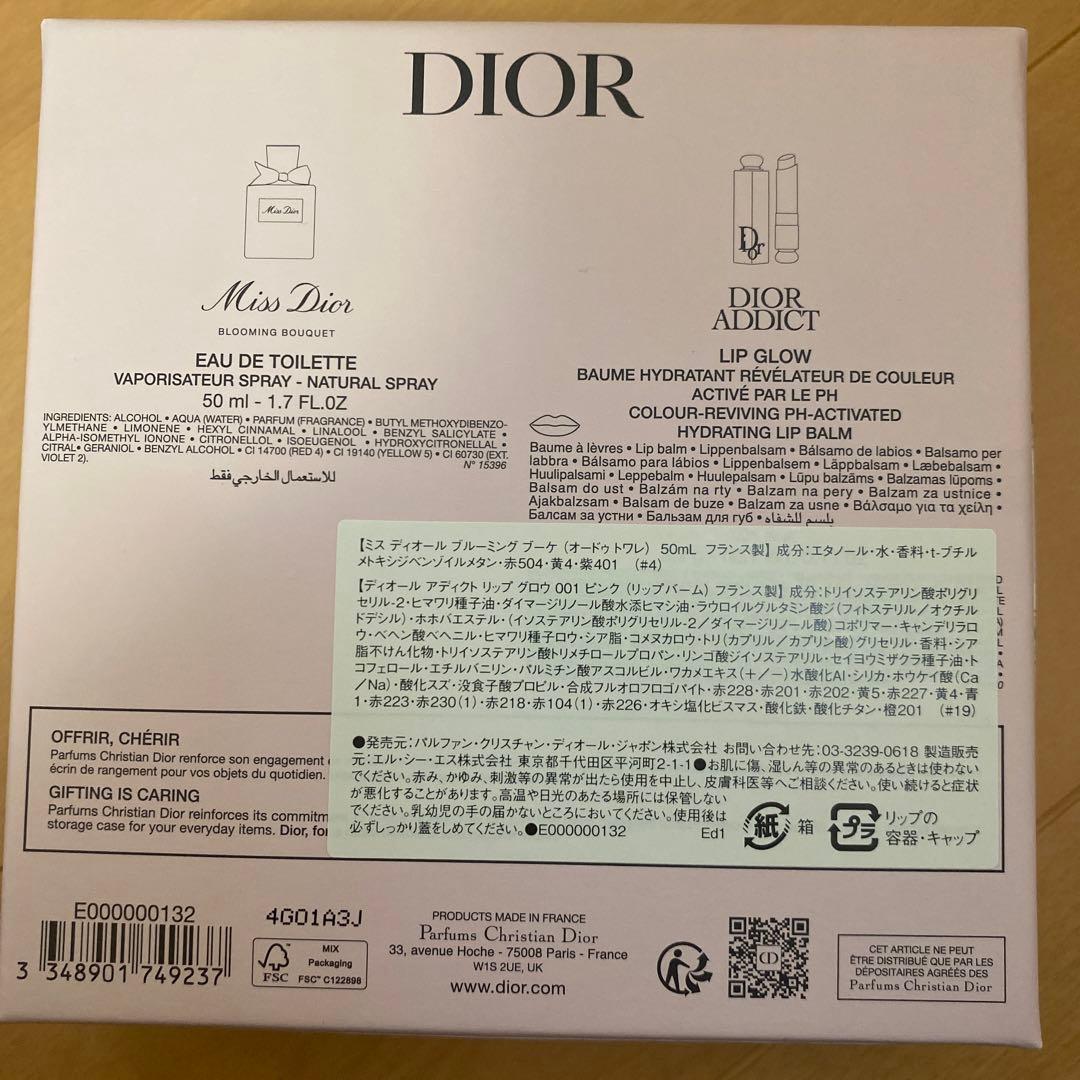 DIOR
Miss Dior
Miss Dior
BLOOMING BOUQUET
EAU DE TOILETTE
VAPORISATEUR SPRAY - NATURAL SPRAY
50 ml - 1.7 FL.OZ
INGREDIENTS: ALCOHOL • AQUA (WATER) • PARFUM (FRAGRANCE) • BUTYL METHOXYDIBENZO-
YLMETHANE • LIMONENE • HEXYL CINNAMAL • LINALOOL • BENZYL SALICYLATE •
ALPHA-ISOMETHYL IONONE • CITRONELLOL • ISOEUGENOL • HYDROXYCITRONELLAL •
CITRAL • GERANIOL • BENZYL ALCOHOL • CI 14700 (RED 4) • CI 19140 (YELLOW 5) • CI 60730 (EXT.
VIOLET 2).
N° 15396
للاستعمال الخارجي فقط
Dior
DIOR
ADDICT
LIP GLOW
BAUME HYDRATANT RÉVÉLATEUR DE COULEUR
ACTIVÉ PAR LE PH
COLOUR-REVIVING PH-ACTIVATED
HYDRATING LIP BALM
Baume à lèvres • Lip balm • Lippenbalsam • Bálsamo de labios • Balsamo per
labbra • Bálsamo para lábios • Lippenbalsem • Läppbalsam • Læbebalsam •
Huulipalsami • Leppebalm • Huulepalsam • Lūpu balzāms • Balzamas lūpoms •
Balsam do ust • Balzám na rty • Balzam na pery • Balzam za ustnice •
Ajakbalzsam • Balsam de buze • Balzam za usne • Βάλσαμο για τα χείλη •
Балсам за устни • Бальзам для губ • بلسم للشفاه
【ミス ディオール ブルーミング ブーケ (オードゥ トワレ) 50mL フランス製】 成分:エタノール・水・香料・t-ブチル
メトキシジベンゾイルメタン・赤504・黄4・紫401 (#4)
【ディオール アディクト リップ グロウ 001 ピンク (リップバーム) フランス製】 成分:トリイソステアリン酸ポリグリ
セリル-2・ヒマワリ種子油・ダイマージリノール酸水添ヒマシ油・ラウロイルグルタミン酸ジ(フィトステリル/オクチル
ドデシル)・ホホバエステル・(イソステアリン酸ポリグリセリル-2/ダイマージリノール酸)コポリマー・キャンデリラロ
ウ・ベヘン酸ベヘニル・ヒマワリ種子ロウ・シア脂・コメヌカロウ・トリ(カプリル/カプリン酸)グリセリル・香料・シア
脂不けん化物・トリイソステアリン酸トリメチロールプロパン・リンゴ酸ジイソステアリル・セイヨウミザクラ種子油・ト
コフェロール・エチルバニリン・パルミチン酸アスコルビル・ワカメエキス(+/−)水酸化Al・シリカ・ホウケイ酸(Ca
/Na)・酸化スズ・没食子酸プロピル・合成フルオロフロゴパイト・赤228・赤201・赤202・黄5・赤227・黄4・青
1・赤223・赤230(1)・赤218・赤104(1)・赤226・オキシ塩化ビスマス・酸化鉄・酸化チタン・橙201 (#19)
●発売元:パルファン・クリスチャン・ディオール・ジャポン株式会社 お問い合わせ先:03-3239-0618 製造販売
元:エル・シー・エス株式会社 東京都千代田区平河町2-1-1●お肌に傷、湿しん等の異常のあるときは使わない
でください。赤み、かゆみ、刺激等の異常が出たら使用を中止し、皮膚科医等へご相談ください。使い続けると症状
が悪化することがあります。高温や日光のあたる場所には保管しない
でください。乳幼児の手の届かないところにおいてください。使用後は
必ずしっかり蓋をしめてください。●E000000132 Ed1
紙 箱
プラ リップの
容器・キャップ
OFFRIR, CHÉRIR
Parfums Christian Dior renforce son engagement
écrin de rangement pour vos objets du quotidien.
GIFTING IS CARING
Parfums Christian Dior reinforces its commitm
storage case for your everyday items. Dior, for
E000000132
3 348901 749237
4G01A3J
FSC
MIX
Packaging
FSC™ C122898
PRODUCTS MADE IN FRANCE
Parfums Christian Dior
33, avenue Hoche - 75008 Paris - France
W1S 2UE, UK
www.dior.com
CD
CET ARTICLE NE PEUT
ÊTRE DISTRIBUÉ QUE PAR LES
DÉPOSITAIRES AGRÉÉS DES
Parfums Christian Dior